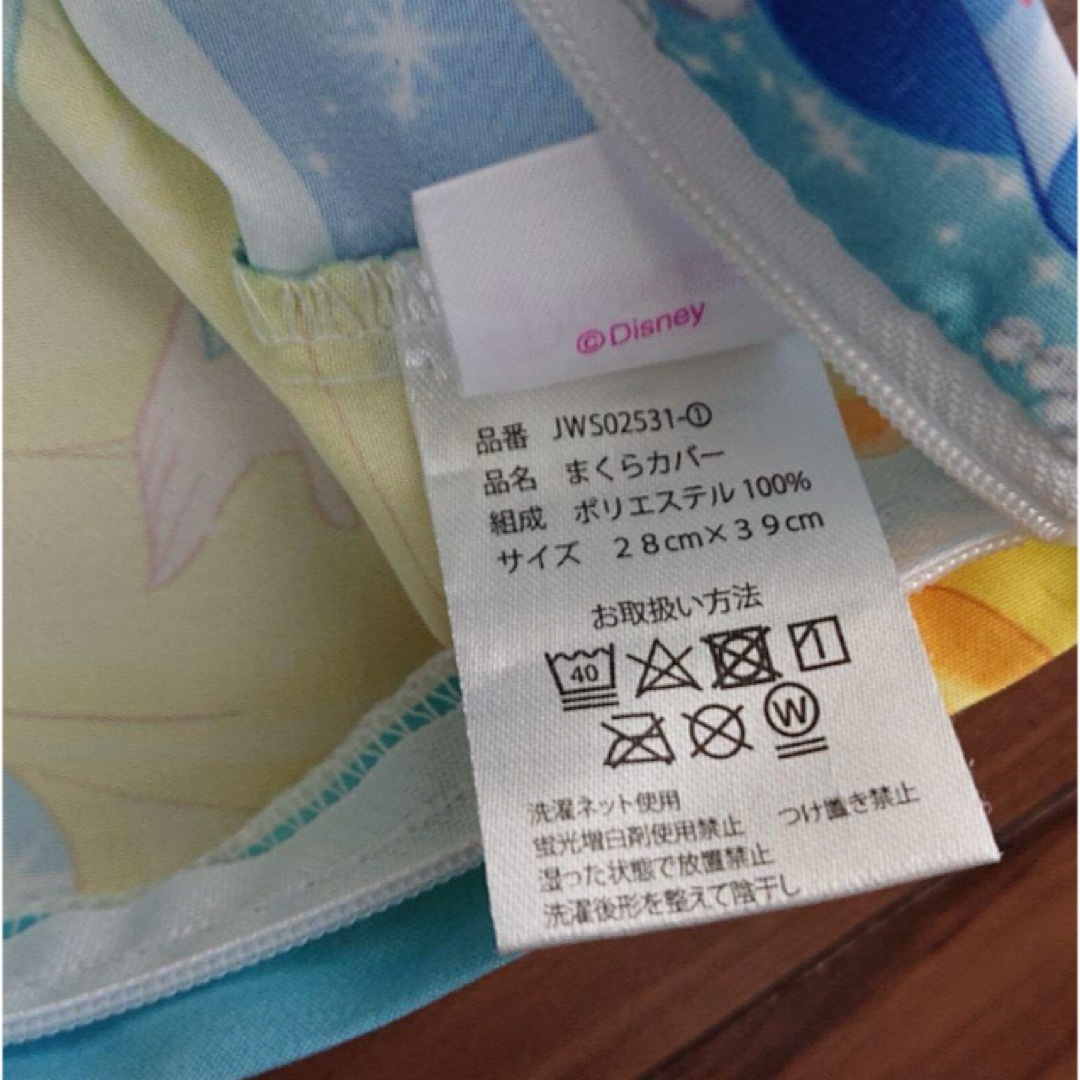 ©Disney
品番 JWS02531-①
品名 まくらカバー
組成 ポリエステル 100%
サイズ 28cm×39cm
お取扱い方法
40
W
洗濯ネット使用
蛍光増白剤使用禁止 つけ置き禁止
湿った状態で放置禁止
洗濯後形を整えて陰干し